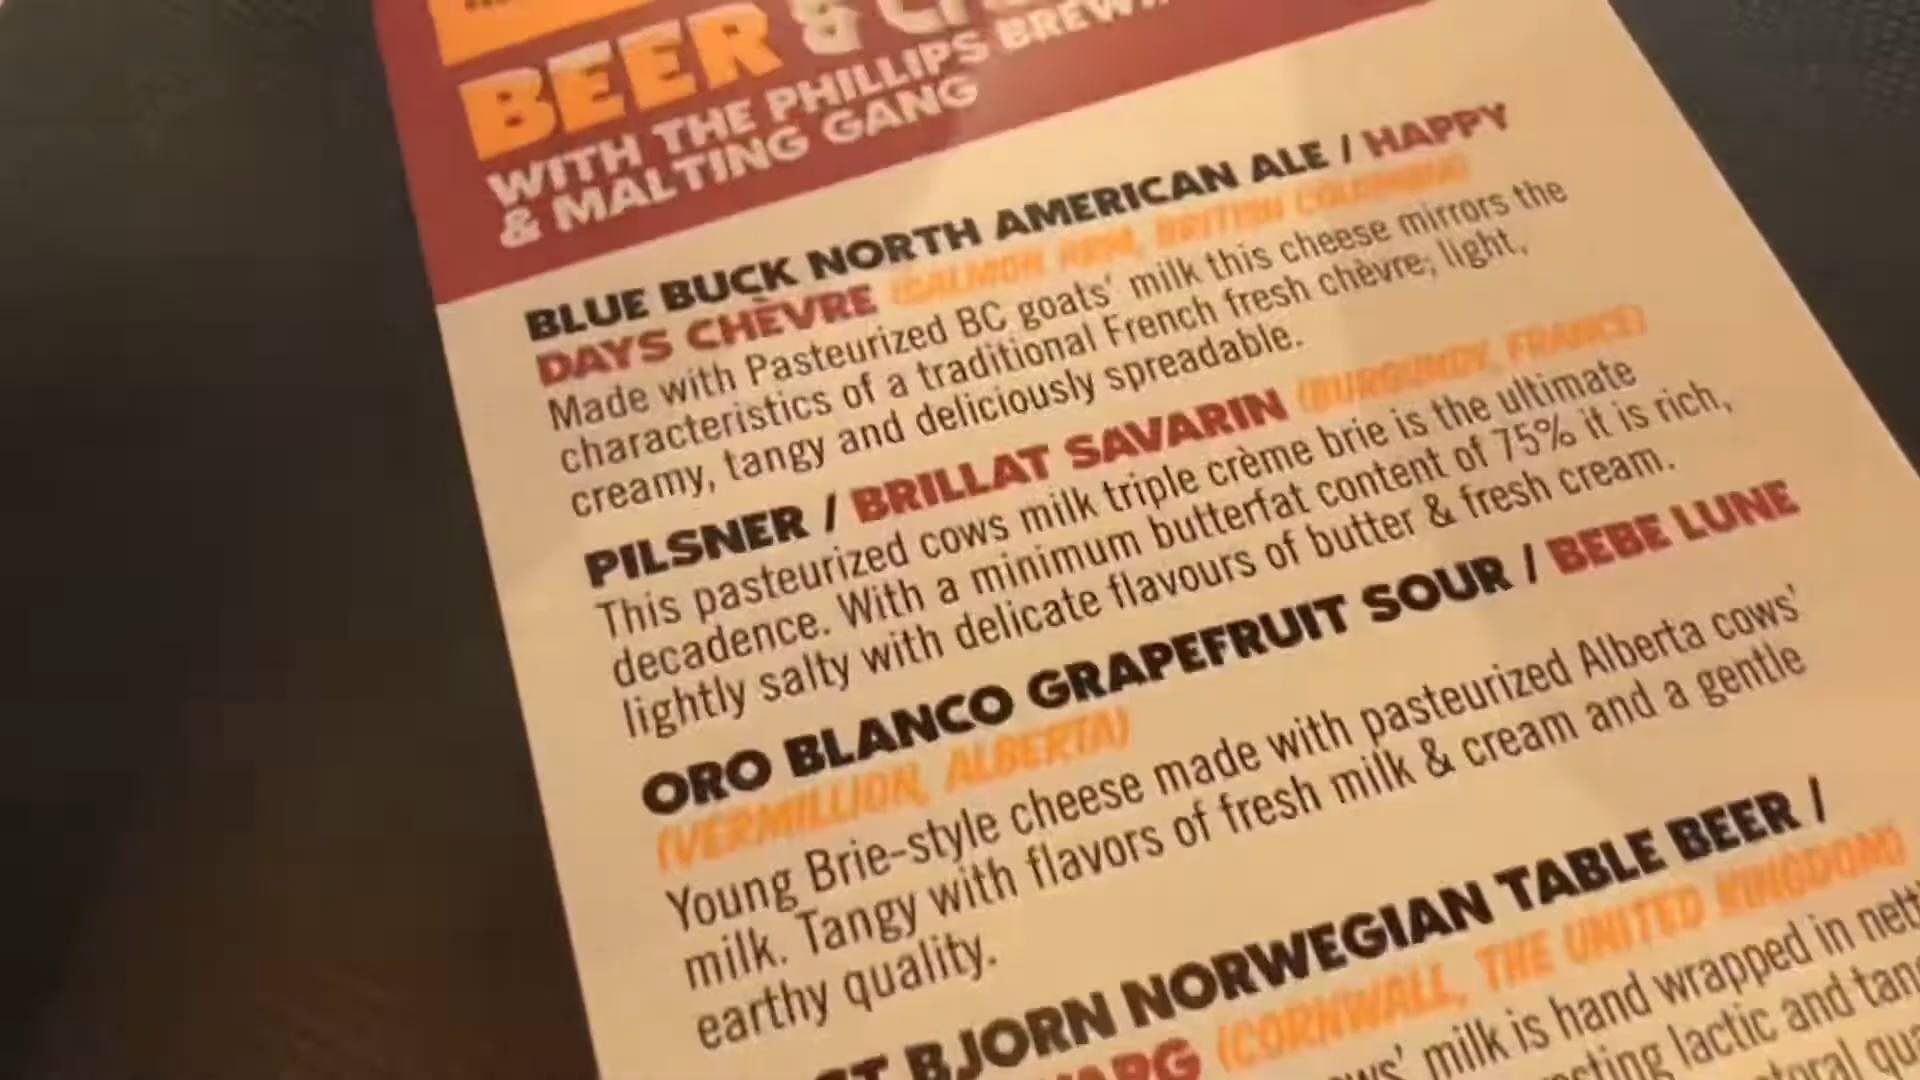 BEER &
WITH THE PHILLIPS
& MALTING GANG
BLUE BUCK NORTH AMERICAN ALE / HAPPY
DAYS CHÈVRE (SALMON ARM, BRITISH COLUMBIA)
Made with Pasteurized BC goats' milk this cheese mirrors the
characteristics of a traditional French fresh chèvre; light,
creamy, tangy and deliciously spreadable.
PILSNER / BRILLAT SAVARIN (BURGUNDY, FRANCE)
This pasteurized cows milk triple crème brie is the ultimate
decadence. With a minimum butterfat content of 75% it is rich,
lightly salty with delicate flavours of butter & fresh cream.
ORO BLANCO GRAPEFRUIT SOUR / BEBE LUNE
(VERMILLION, ALBERTA)
Young Brie-style cheese made with pasteurized Alberta cows'
milk. Tangy with flavors of fresh milk & cream and a gentle
earthy quality.
BJORN NORWEGIAN TABLE BEER /
(CORNWALL, THE UNITED KINGDOM)
milk is hand wrapped in
lactic and